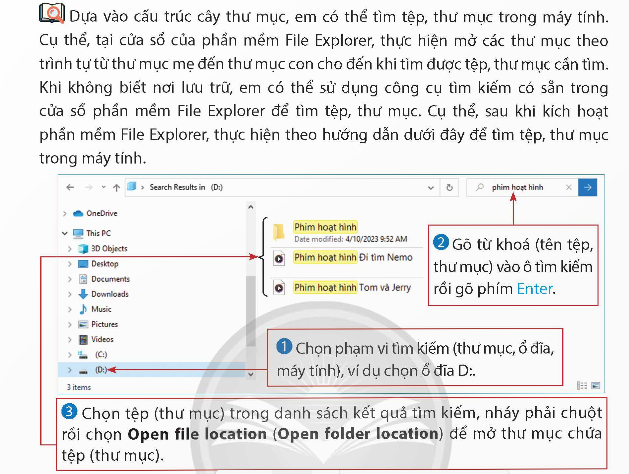 Dựa vào cấu trúc cây thư mục, em có thể tìm tệp, thư mục trong máy tính.
Cụ thể, tại cửa sổ của phần mềm File Explorer, thực hiện mở các thư mục theo
trình tự từ thư mục mẹ đến thư mục con cho đến khi tìm được tệp, thư mục cần tìm.
Khi không biết nơi lưu trữ, em có thể sử dụng công cụ tìm kiếm có sẵn trong
cửa sổ phần mềm File Explorer để tìm tệp, thư mục. Cụ thể, sau khi kích hoạt
phần mềm File Explorer, thực hiện theo hướng dẫn dưới đây để tìm tệp, thư mục
trong máy tính.
Search Results in (D:)
phim hoạt hình
OneDrive
This PC
3D Objects
Desktop
Documents
Downloads
Music
Pictures
Videos
(C:)
(D:)
3 items
Phim hoạt hình
Date modified: 4/10/2023 9:52 AM
Phim hoạt hình Đi tìm Nemo
Phim hoạt hình Tom và Jerry
2 Gõ từ khoá (tên tệp,
thư mục) vào ô tìm kiếm
rồi gõ phím Enter.
1 Chọn phạm vi tìm kiếm (thư mục, ổ đĩa,
máy tính), ví dụ chọn ổ đĩa D:.
3 Chọn tệp (thư mục) trong danh sách kết quả tìm kiếm, nháy phải chuột
rồi chọn Open file location (Open folder location) để mở thư mục chứa
tệp (thư mục).